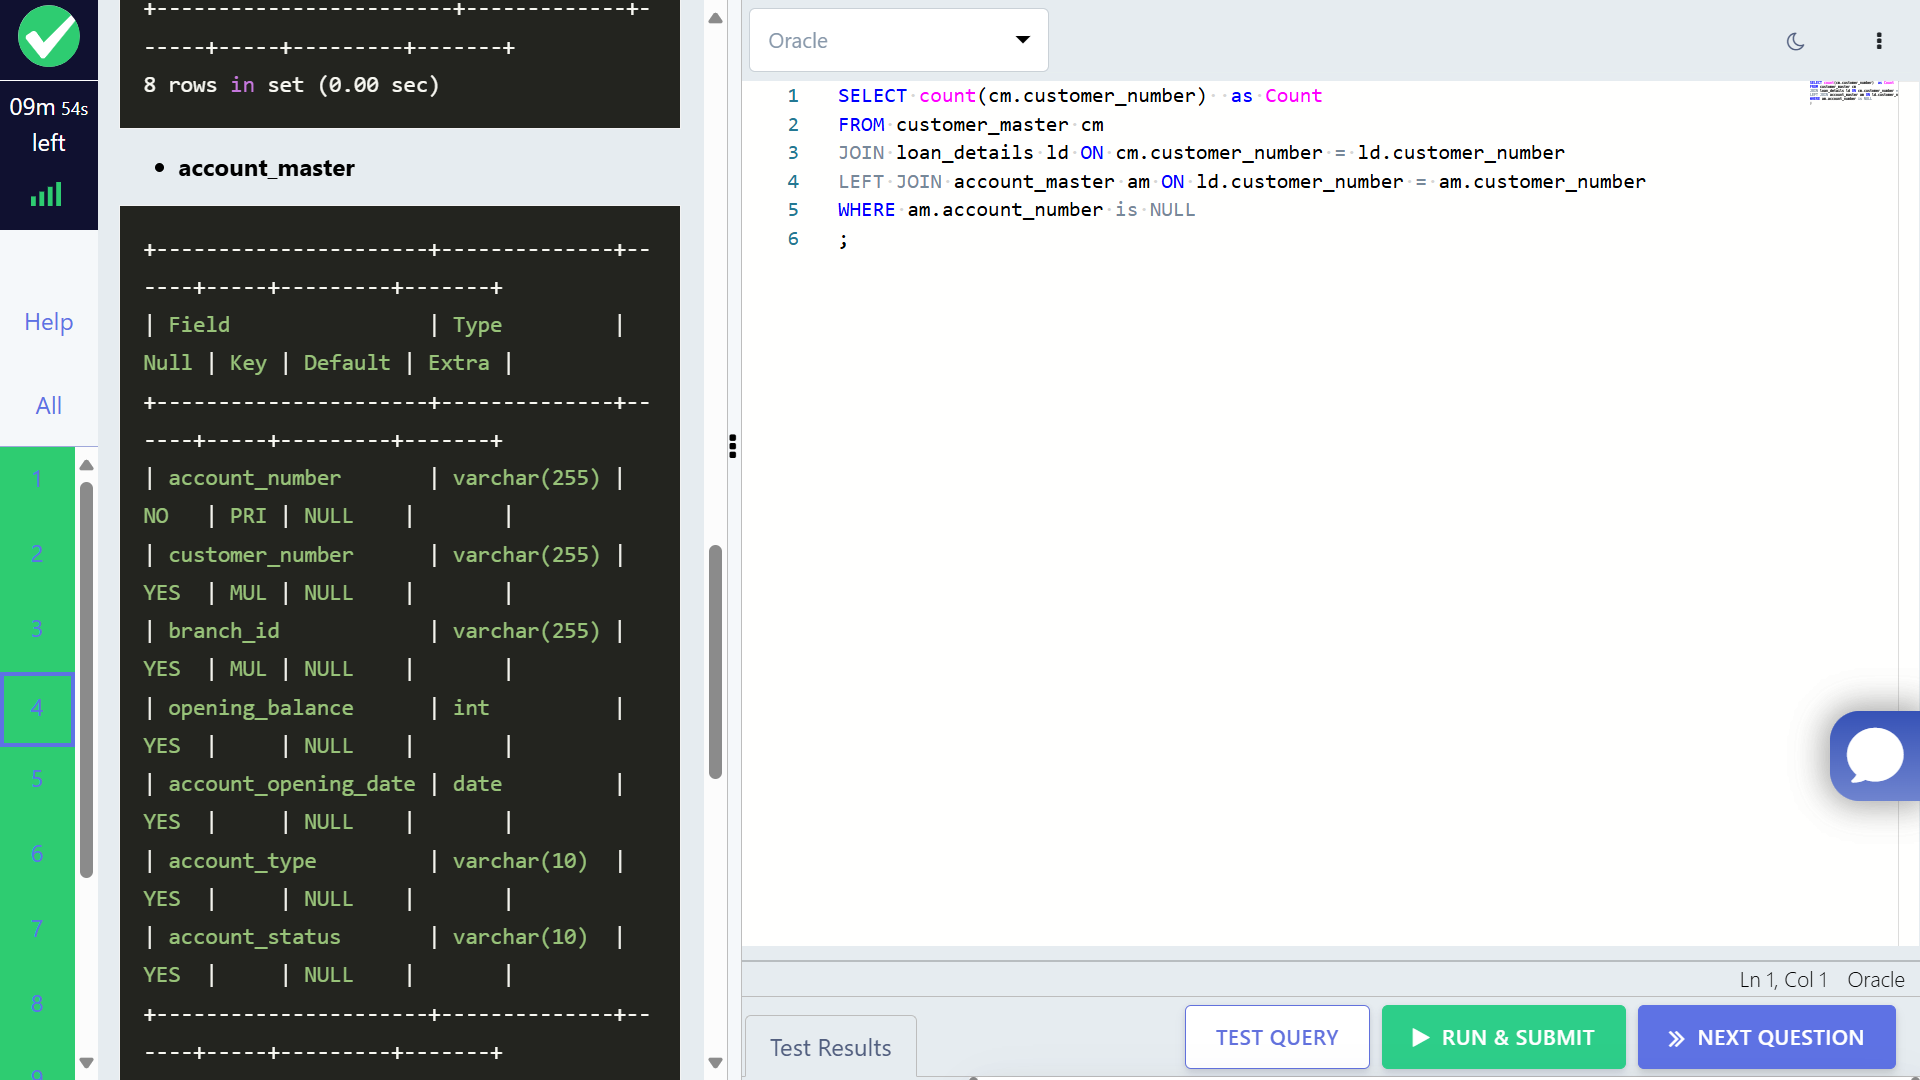 09m 54s
left
Help
All
1
2
3
4
5
6
7
8
9
+-------------------------+-------------+-
-----+-----+---------+-------+
8 rows in set (0.00 sec)
• account_master
+----------------------+--------------+--
----+-----+---------+-------+
| Field                | Type         |
Null | Key | Default | Extra |
+----------------------+--------------+--
----+-----+---------+-------+
| account_number       | varchar(255) |
NO   | PRI | NULL    |       |
| customer_number      | varchar(255) |
YES  | MUL | NULL    |       |
| branch_id            | varchar(255) |
YES  | MUL | NULL    |       |
| opening_balance      | int          |
YES  |     | NULL    |       |
| account_opening_date | date         |
YES  |     | NULL    |       |
| account_type         | varchar(10)  |
YES  |     | NULL    |       |
| account_status       | varchar(10)  |
YES  |     | NULL    |       |
+----------------------+--------------+--
----+-----+---------+-------+
Oracle
1 SELECT count(cm.customer_number)  as Count
2 FROM customer_master cm
3 JOIN loan_details ld ON cm.customer_number = ld.customer_number
4 LEFT JOIN account_master am ON ld.customer_number = am.customer_number
5 WHERE am.account_number is NULL
6 ;
Ln 1, Col 1 Oracle
Test Results
TEST QUERY
RUN & SUBMIT
NEXT QUESTION